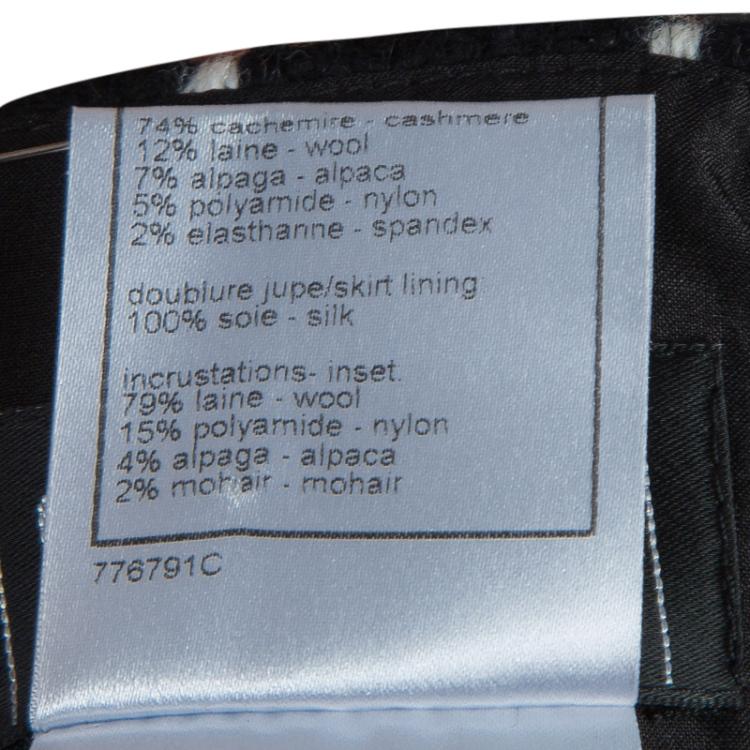 74% cachemire - cashmere
12% laine - wool
7% alpaga - alpaca
5% polyamide - nylon
2% elasthanne - spandex
doublure jupe/skirt lining
100% soie - silk
incrustations- inset
79% laine - wool
15% polyamide - nylon
4% alpaga - alpaca
2% mohair - mohair
776791C